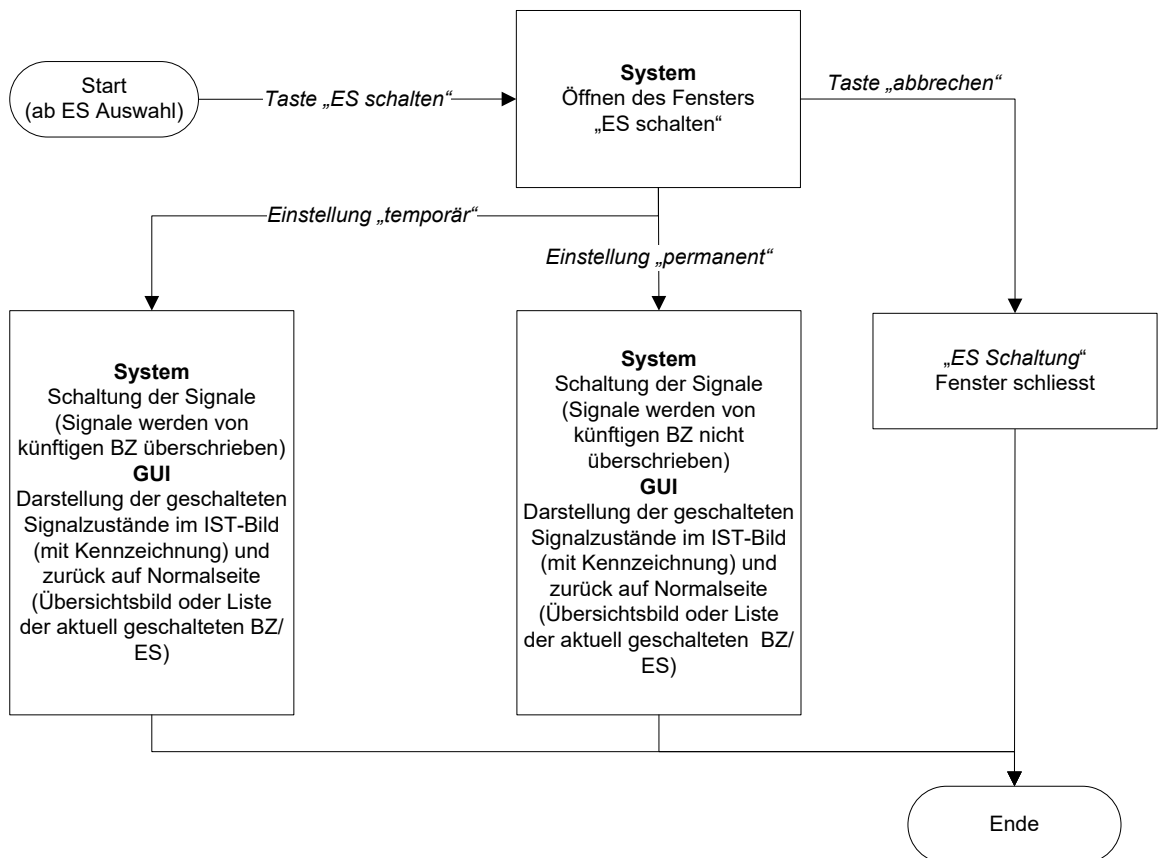 Start
(ab ES Auswahl)
Taste „ES schalten“
System
Öffnen des Fensters
„ES schalten“
Taste „abbrechen“
Einstellung „temporär“
Einstellung „permanent“
System
Schaltung der Signale
(Signale werden von
künftigen BZ überschrieben)
GUI
Darstellung der geschalteten
Signalzustände im IST-Bild
(mit Kennzeichnung) und
zurück auf Normalseite
(Übersichtsbild oder Liste
der aktuell geschalteten BZ/
ES)
System
Schaltung der Signale
(Signale werden von
künftigen BZ nicht
überschrieben)
GUI
Darstellung der geschalteten
Signalzustände im IST-Bild
(mit Kennzeichnung) und
zurück auf Normalseite
(Übersichtsbild oder Liste
der aktuell geschalteten BZ/
ES)
„ES Schaltung“
Fenster schliesst
Ende